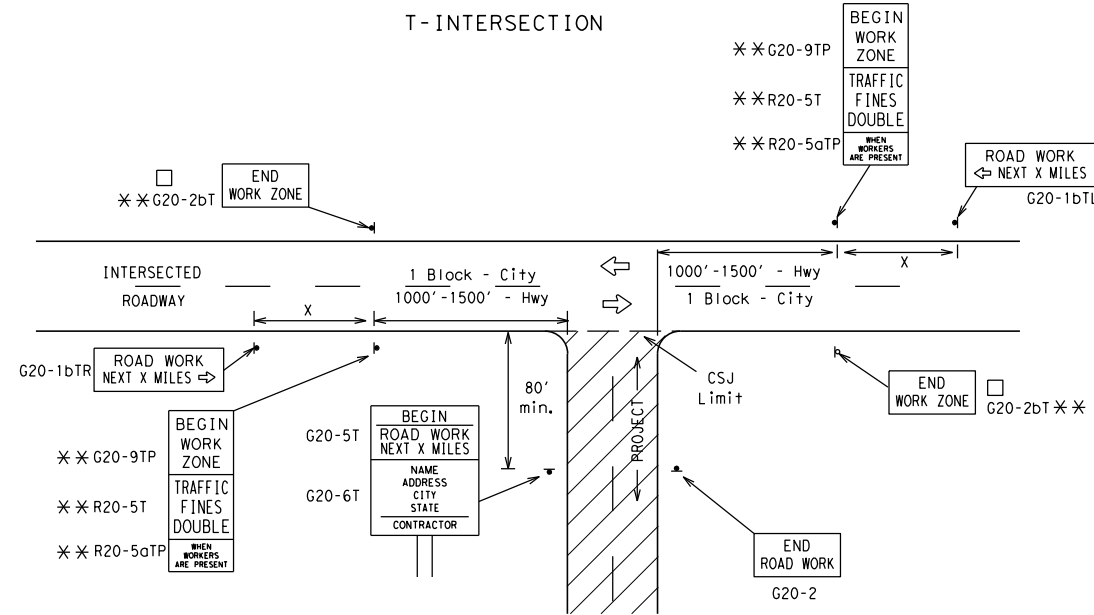 T-INTERSECTION
BEGIN
WORK
ZONE
**G20-9TP
TRAFFIC
FINES
DOUBLE
**R20-5T
WHEN
WORKERS
ARE PRESENT
**R20-5aTP
ROAD WORK
⇦ NEXT X MILES
G20-1bTL
END
WORK ZONE
□
**G20-2bT
INTERSECTED
ROADWAY
1 Block - City
1000'-1500' - Hwy
X
1000'-1500' - Hwy
1 Block - City
X
G20-1bTR
ROAD WORK
NEXT X MILES ⇨
80'
min.
CSJ
Limit
PROJECT
END
WORK ZONE
□
G20-2bT **
BEGIN
WORK
ZONE
** G20-9TP
TRAFFIC
FINES
DOUBLE
** R20-5T
WHEN
WORKERS
ARE PRESENT
** R20-5aTP
G20-5T
BEGIN
ROAD WORK
NEXT X MILES
G20-6T
NAME
ADDRESS
CITY
STATE
CONTRACTOR
END
ROAD WORK
G20-2